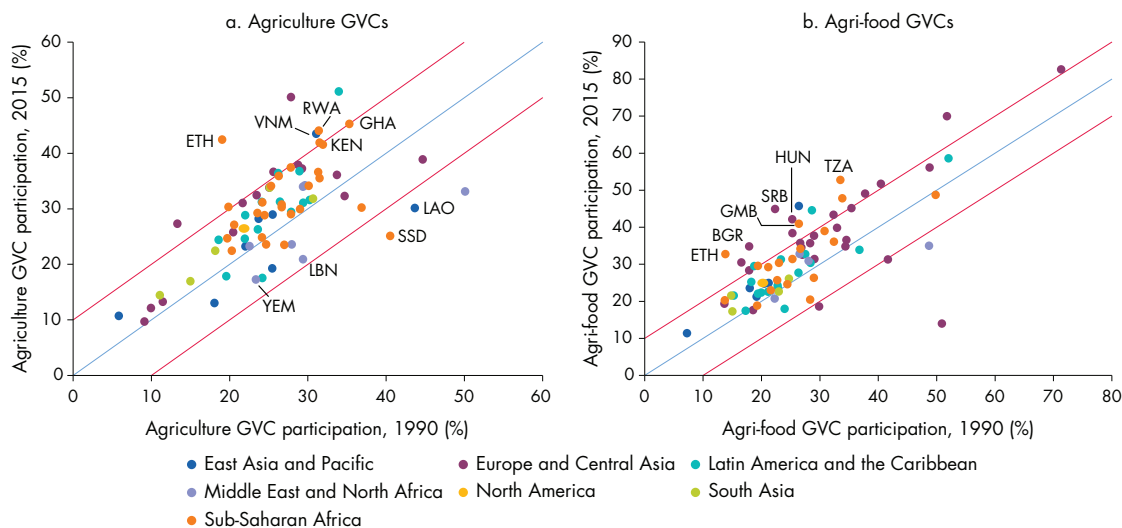 a. Agriculture GVCs
60
50
40
30
20
10
0
Agriculture GVC participation, 2015 (%)
ETH
VNM
RWA
GHA
KEN
LAO
SSD
LBN
YEM
0 10 20 30 40 50 60
Agriculture GVC participation, 1990 (%)
b. Agri-food GVCs
90
80
70
60
50
40
30
20
10
0
Agri-food GVC participation, 2015 (%)
HUN
TZA
SRB
GMB
BGR
ETH
0 10 20 30 40 50 60 70 80
Agri-food GVC participation, 1990 (%)
East Asia and Pacific Europe and Central Asia Latin America and the Caribbean
Middle East and North Africa North America South Asia
Sub-Saharan Africa